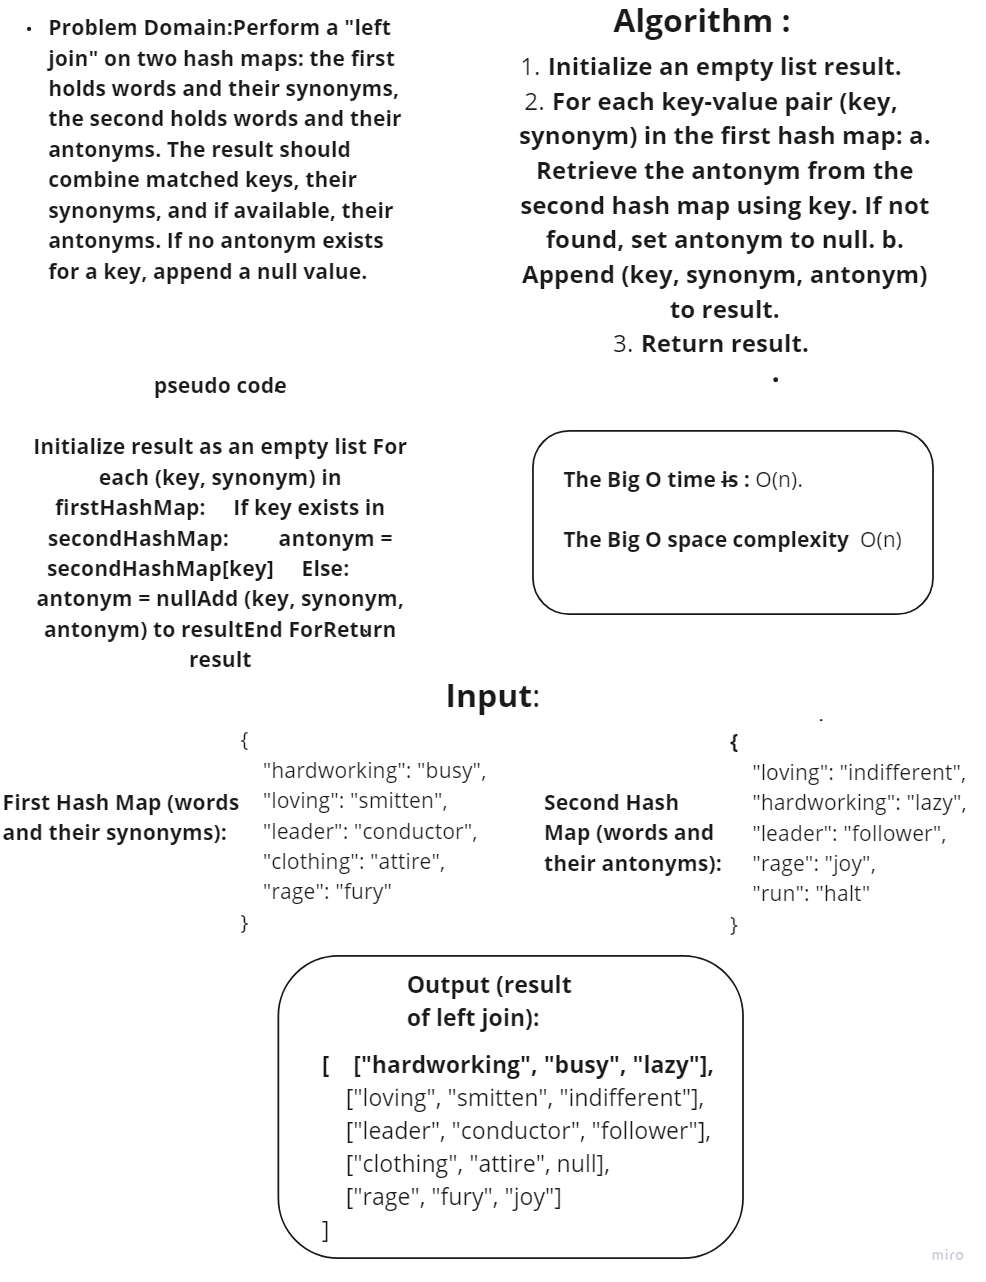 • Problem Domain:Perform a "left
join" on two hash maps: the first
holds words and their synonyms,
the second holds words and their
antonyms. The result should
combine matched keys, their
synonyms, and if available, their
antonyms. If no antonym exists
for a key, append a null value.
Algorithm :
1. Initialize an empty list result.
2. For each key-value pair (key,
synonym) in the first hash map: a.
Retrieve the antonym from the
second hash map using key. If not
found, set antonym to null. b.
Append (key, synonym, antonym)
to result.
3. Return result.
pseudo code
Initialize result as an empty list For
each (key, synonym) in
firstHashMap:    If key exists in
secondHashMap:        antonym =
secondHashMap[key]    Else:
antonym = nullAdd (key, synonym,
antonym) to resultEnd ForReturn
result
The Big O time is : O(n).
The Big O space complexity  O(n)
Input:
First Hash Map (words
and their synonyms):
{
"hardworking": "busy",
"loving": "smitten",
"leader": "conductor",
"clothing": "attire",
"rage": "fury"
}
Second Hash
Map (words and
their antonyms):
{
"loving": "indifferent",
"hardworking": "lazy",
"leader": "follower",
"rage": "joy",
"run": "halt"
}
Output (result
of left join):
[    ["hardworking", "busy", "lazy"],
["loving", "smitten", "indifferent"],
["leader", "conductor", "follower"],
["clothing", "attire", null],
["rage", "fury", "joy"]
]
miro